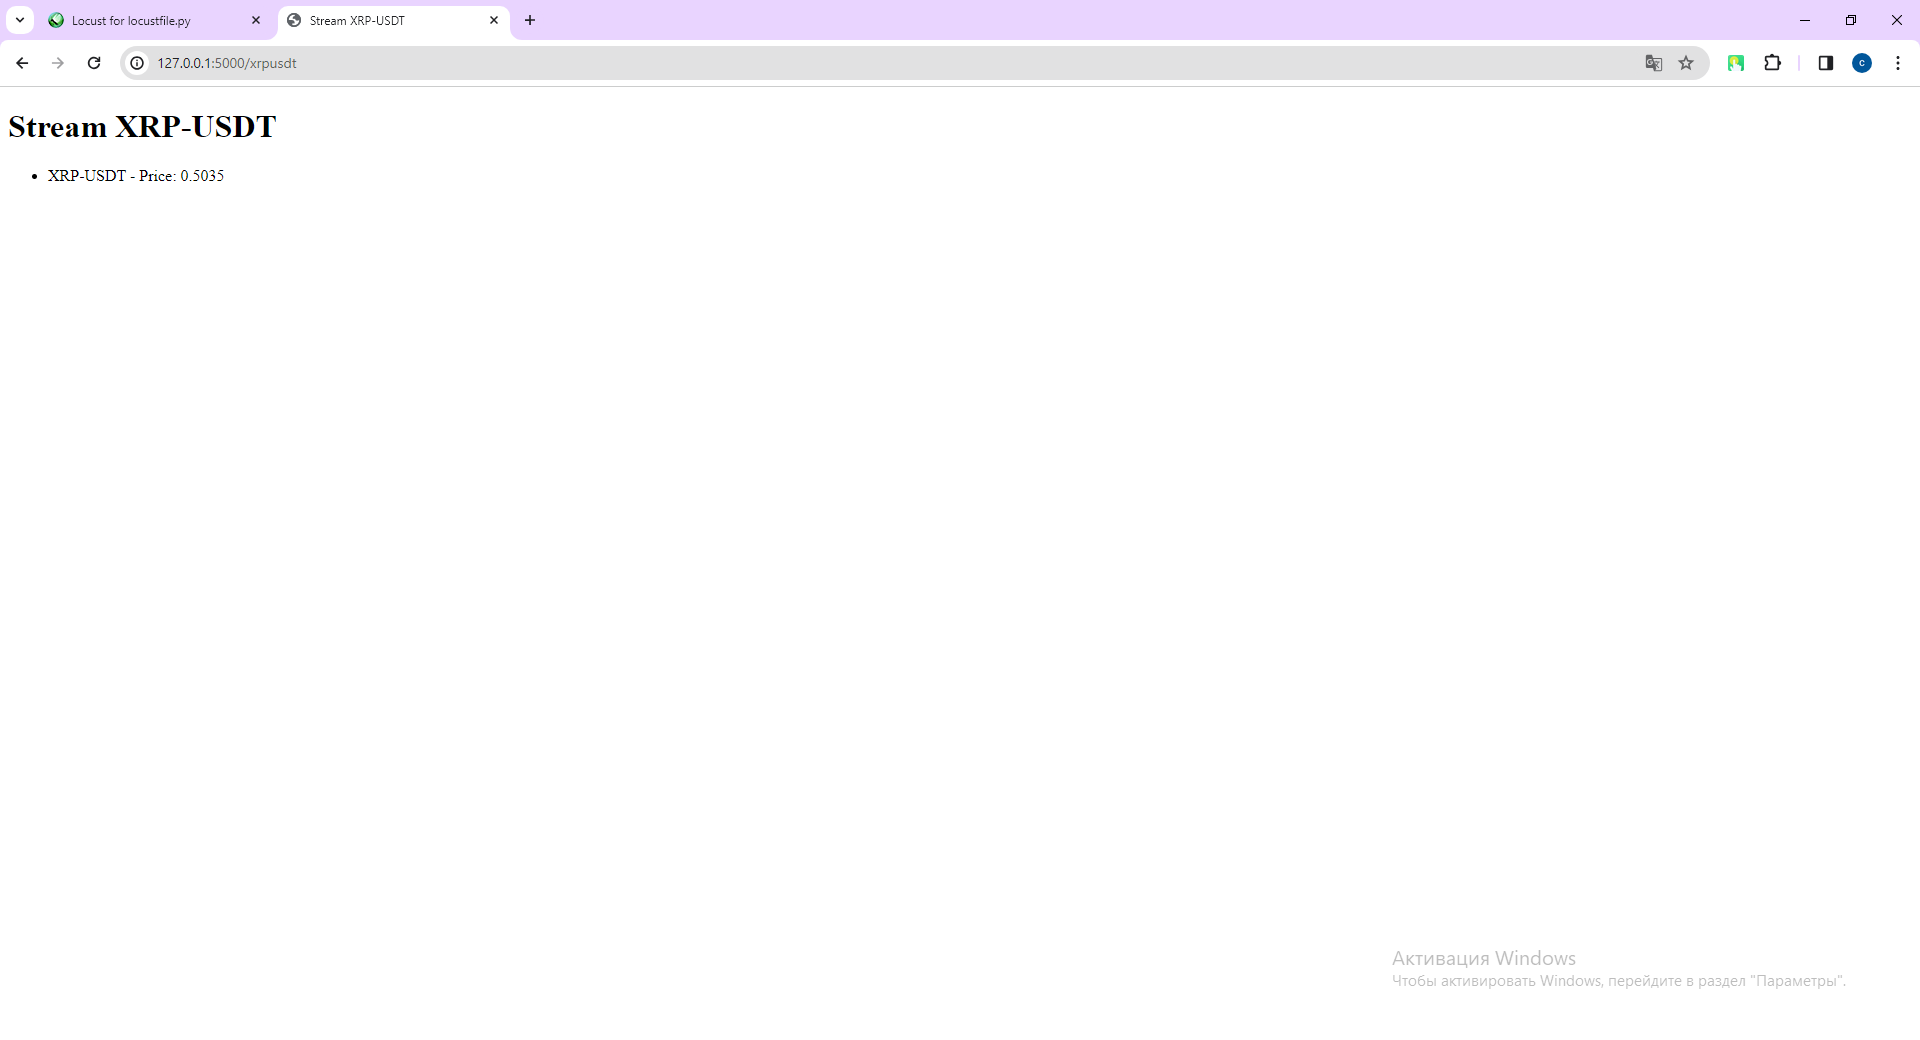 Locust for locustfile.py
Stream XRP-USDT
127.0.0.1:5000/xrpusdt
c
Stream XRP-USDT
• XRP-USDT - Price: 0.5035
Активация Windows
Чтобы активировать Windows, перейдите в раздел "Параметры".